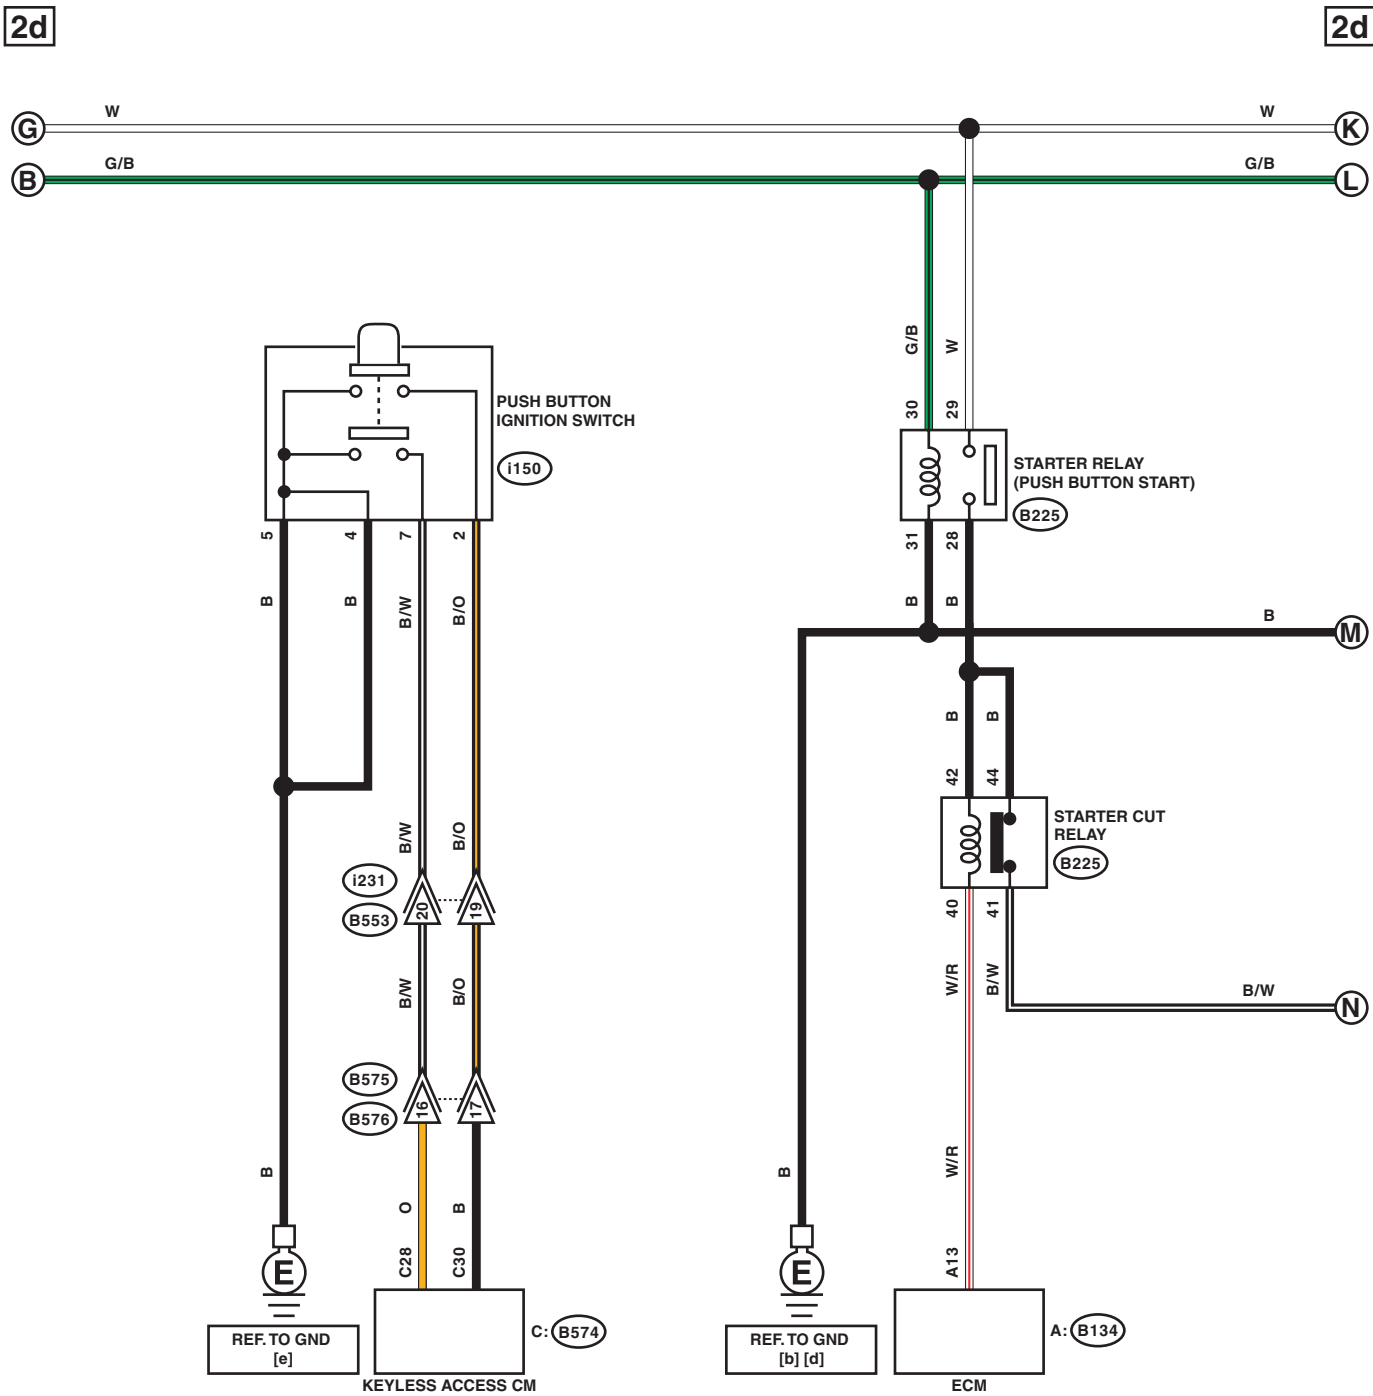 2d
2d
G
W
W
K
B
G/B
G/B
L
G/B
W
30
29
PUSH BUTTON
IGNITION SWITCH
i150
STARTER RELAY
(PUSH BUTTON START)
B225
5
4
7
2
31
28
B
B
B/W
B/O
B
B
B
M
B
B
42
44
STARTER CUT
RELAY
B225
B/W
B/O
i231
B553
20
19
40
41
B/W
B/O
W/R
B/W
B/W
N
B575
B576
16
17
B
O
B
B
W/R
C28
C30
A13
E
E
REF. TO GND
[e]
C: B574
KEYLESS ACCESS CM
REF. TO GND
[b] [d]
A: B134
ECM